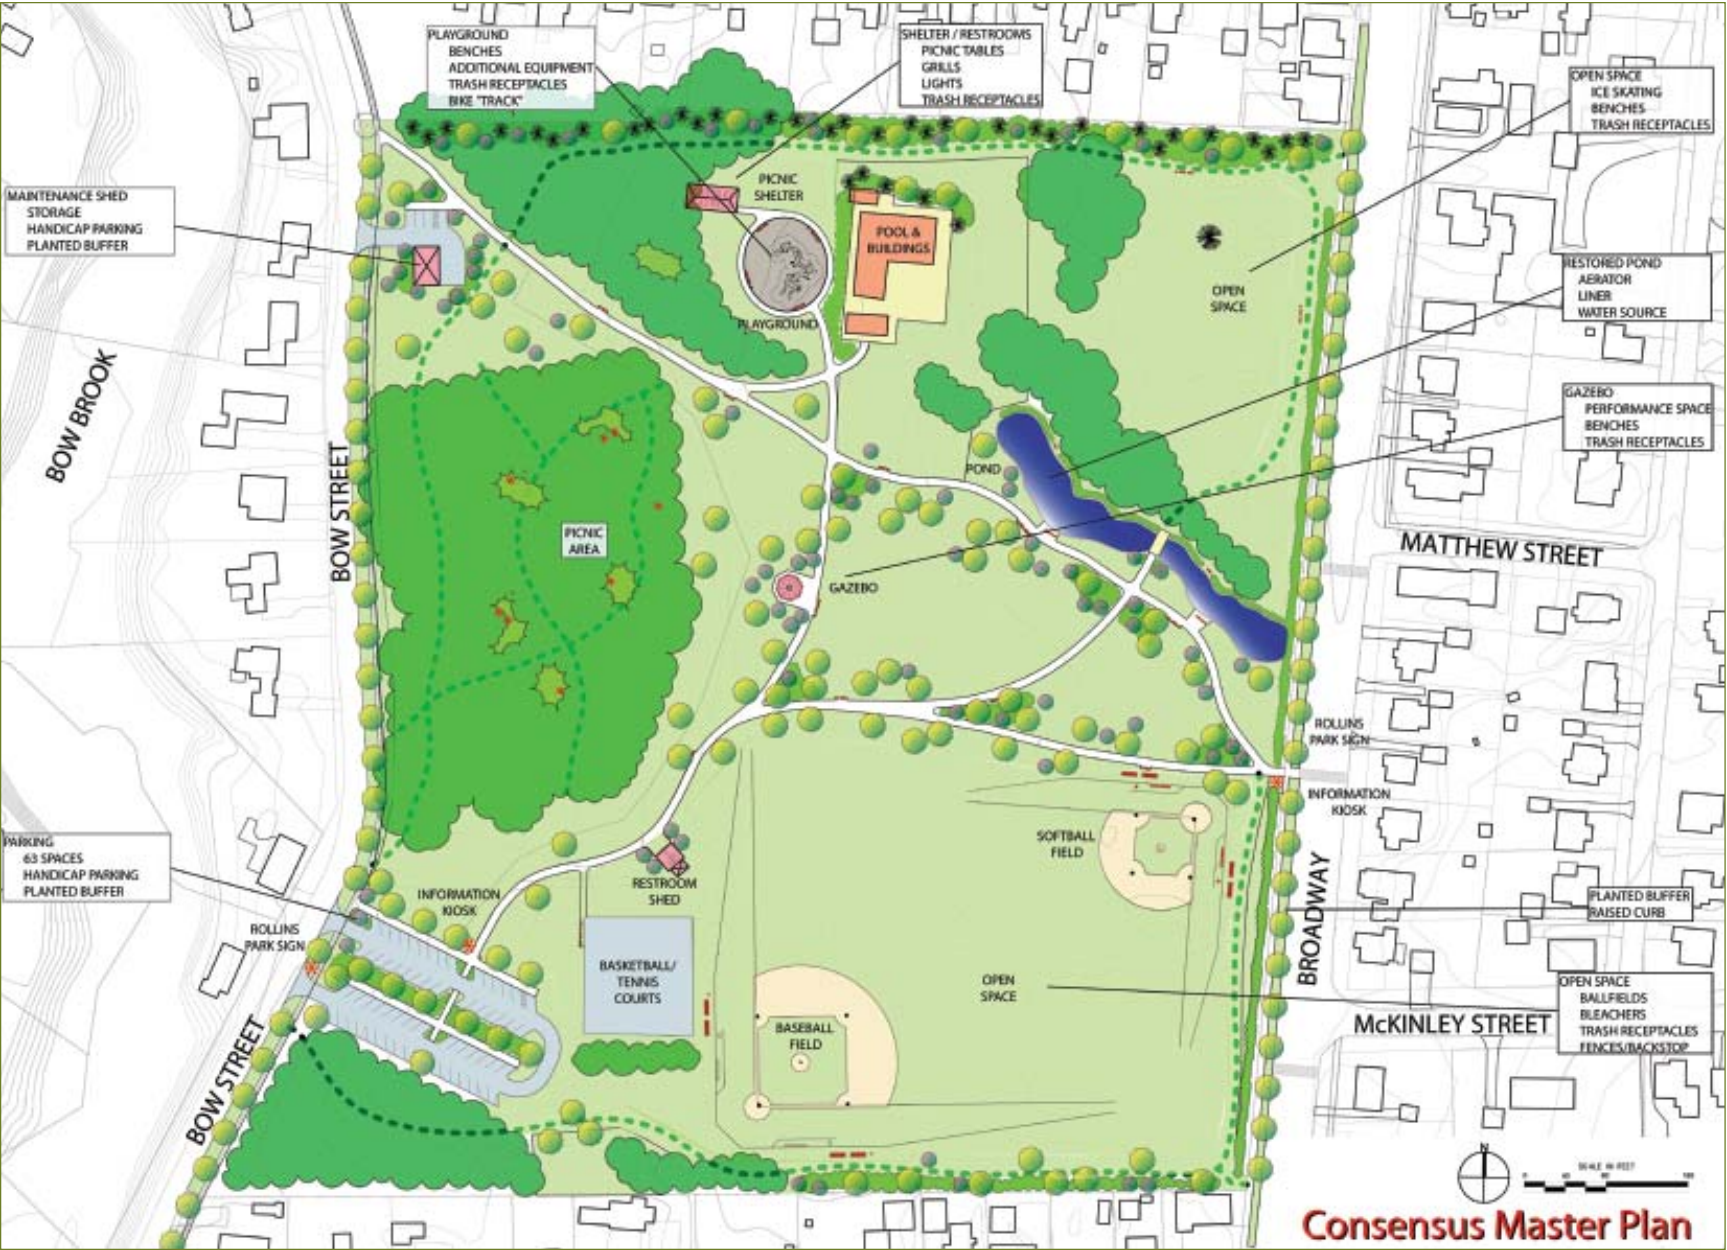 PLAYGROUND
BENCHES
ADDITIONAL EQUIPMENT
TRASH RECEPTACLES
BIKE "TRACK"
SHELTER / RESTROOMS
PICNIC TABLES
GRILLS
LIGHTS
TRASH RECEPTACLES
OPEN SPACE
ICE SKATING
BENCHES
TRASH RECEPTACLES
MAINTENANCE SHED
STORAGE
HANDICAP PARKING
PLANTED BUFFER
PICNIC
SHELTER
POOL &
BUILDINGS
PLAYGROUND
OPEN
SPACE
RESTORED POND
AERATOR
LINER
WATER SOURCE
GAZEBO
PERFORMANCE SPACE
BENCHES
TRASH RECEPTACLES
BOW BROOK
BOW STREET
POND
PICNIC
AREA
GAZEBO
MATTHEW STREET
ROLLINS
PARK SIGN
INFORMATION
KIOSK
SOFTBALL
FIELD
PARKING
63 SPACES
HANDICAP PARKING
PLANTED BUFFER
INFORMATION
KIOSK
RESTROOM
SHED
ROLLINS
PARK SIGN
BROADWAY
PLANTED BUFFER
RAISED CURB
BASKETBALL/
TENNIS
COURTS
OPEN
SPACE
OPEN SPACE
BALLFIELDS
BLEACHERS
TRASH RECEPTACLES
FENCES/BACKSTOP
McKINLEY STREET
BASEBALL
FIELD
BOW STREET
N
SCALE IN FEET
Consensus Master Plan